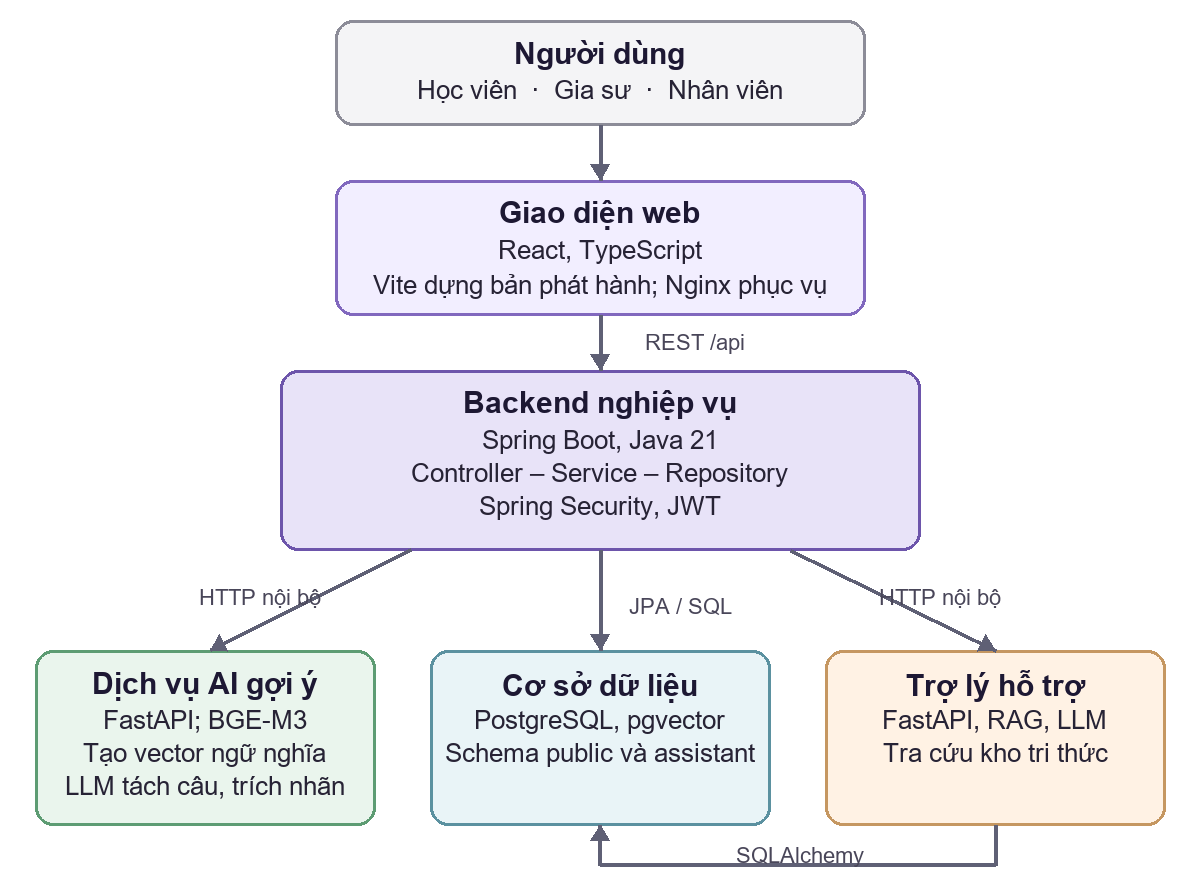 Người dùng
Học viên · Gia sư · Nhân viên
Giao diện web
React, TypeScript
Vite dựng bản phát hành; Nginx phục vụ
REST /api
Backend nghiệp vụ
Spring Boot, Java 21
Controller – Service – Repository
Spring Security, JWT
HTTP nội bộ
JPA / SQL
HTTP nội bộ
Dịch vụ AI gợi ý
FastAPI; BGE-M3
Tạo vector ngữ nghĩa
LLM tách câu, trích nhãn
Cơ sở dữ liệu
PostgreSQL, pgvector
Schema public và assistant
Trợ lý hỗ trợ
FastAPI, RAG, LLM
Tra cứu kho tri thức
SQLAlchemy